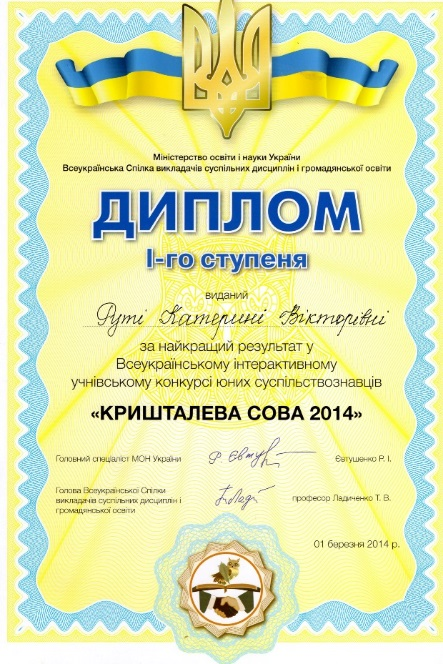 Міністерство освіти і науки України
Всеукраїнська Спілка викладачів суспільних дисциплін і громадянської освіти
ДИПЛОМ
І-го ступеня
виданий
Руті Катерині Вікторівні
за найкращий результат у
Всеукраїнському інтерактивному
учнівському конкурсі юних суспільствознавців
«КРИШТАЛЕВА СОВА 2014»
Головний спеціаліст МОН України Р. Євтуш Євтушенко Р. І.
Голова Всеукраїнської Спілки
викладачів суспільних дисциплін і професор Ладиченко Т. В.
громадянської освіти
01 березня 2014 р.